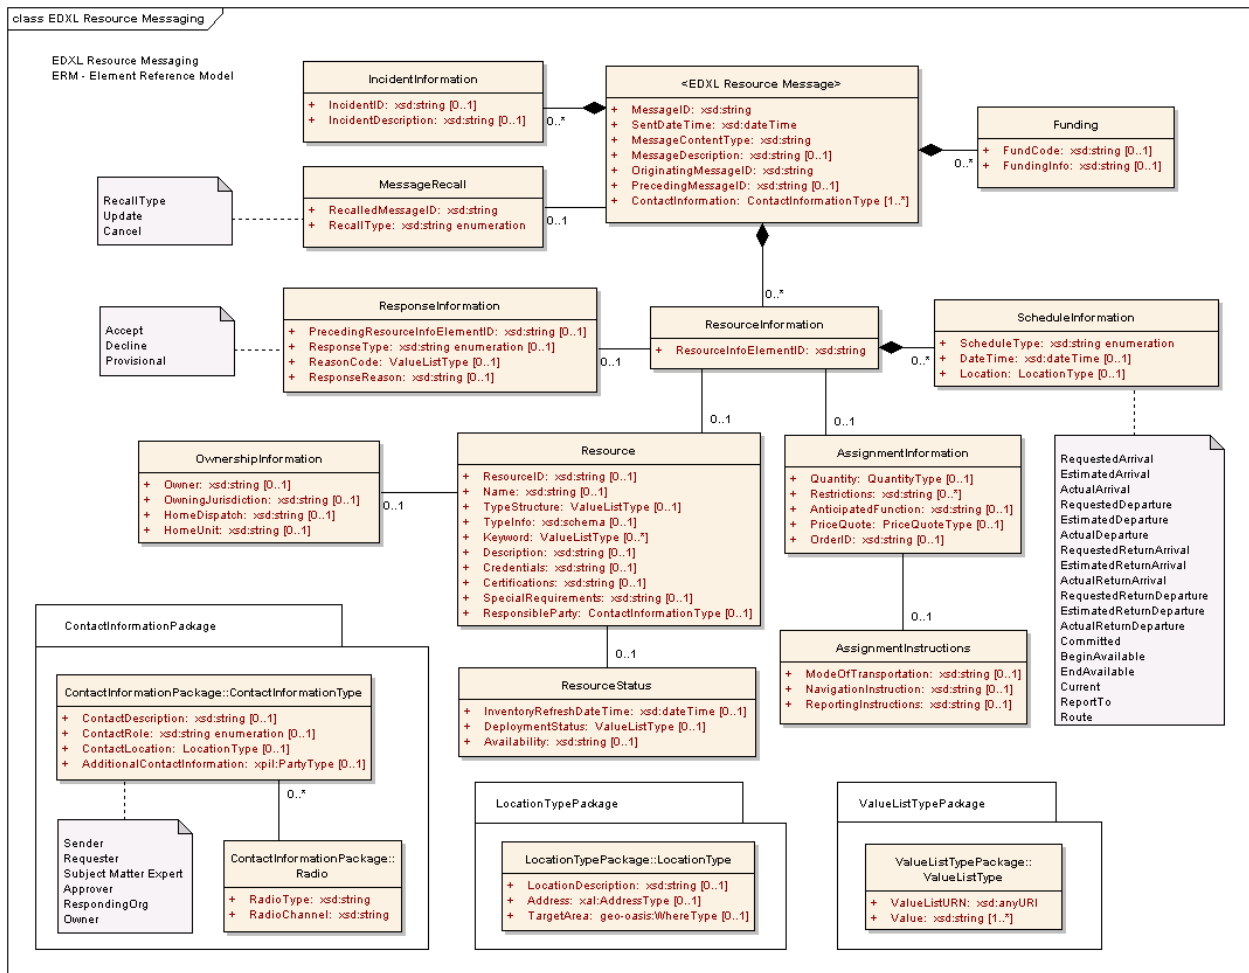 class EDXL Resource Messaging
EDXL Resource Messaging
ERM - Element Reference Model
IncidentInformation
+ IncidentID: xsd:string [0..1]
+ IncidentDescription: xsd:string [0..1]
0..*
<EDXL Resource Message>
+ MessageID: xsd:string
+ SentDateTime: xsd:dateTime
+ MessageContentType: xsd:string
+ MessageDescription: xsd:string [0..1]
+ OriginatingMessageID: xsd:string
+ PrecedingMessageID: xsd:string [0..1]
+ ContactInformation: ContactInformationType [1..*]
Funding
+ FundCode: xsd:string [0..1]
+ FundingInfo: xsd:string [0..1]
0..*
RecallType
Update
Cancel
MessageRecall
+ RecalledMessageID: xsd:string
+ RecallType: xsd:string enumeration
0..1
0..*
Accept
Decline
Provisional
ResponseInformation
+ PrecedingResourceInfoElementID: xsd:string [0..1]
+ ResponseType: xsd:string enumeration [0..1]
+ ReasonCode: ValueListType [0..1]
+ ResponseReason: xsd:string [0..1]
0..1
ResourceInformation
+ ResourceInfoElementID: xsd:string
0..*
ScheduleInformation
+ ScheduleType: xsd:string enumeration
+ DateTime: xsd:dateTime [0..1]
+ Location: LocationType [0..1]
0..1
0..1
OwnershipInformation
+ Owner: xsd:string [0..1]
+ OwningJurisdiction: xsd:string [0..1]
+ HomeDispatch: xsd:string [0..1]
+ HomeUnit: xsd:string [0..1]
0..1
Resource
+ ResourceID: xsd:string [0..1]
+ Name: xsd:string [0..1]
+ TypeStructure: ValueListType [0..1]
+ TypeInfo: xsd:schema [0..1]
+ Keyword: ValueListType [0..*]
+ Description: xsd:string [0..1]
+ Credentials: xsd:string [0..1]
+ Certifications: xsd:string [0..1]
+ SpecialRequirements: xsd:string [0..1]
+ ResponsibleParty: ContactInformationType [0..1]
AssignmentInformation
+ Quantity: QuantityType [0..1]
+ Restrictions: xsd:string [0..*]
+ AnticipatedFunction: xsd:string [0..1]
+ PriceQuote: PriceQuoteType [0..1]
+ OrderID: xsd:string [0..1]
RequestedArrival
EstimatedArrival
ActualArrival
RequestedDeparture
EstimatedDeparture
ActualDeparture
RequestedReturnArrival
EstimatedReturnArrival
ActualReturnArrival
RequestedReturnDeparture
EstimatedReturnDeparture
ActualReturnDeparture
Committed
BeginAvailable
EndAvailable
Current
ReportTo
Route
0..1
0..1
AssignmentInstructions
+ ModeOfTransportation: xsd:string [0..1]
+ NavigationInstruction: xsd:string [0..1]
+ ReportingInstructions: xsd:string [0..1]
ResourceStatus
+ InventoryRefreshDateTime: xsd:dateTime [0..1]
+ DeploymentStatus: ValueListType [0..1]
+ Availability: xsd:string [0..1]
ContactInformationPackage
ContactInformationPackage::ContactInformationType
+ ContactDescription: xsd:string [0..1]
+ ContactRole: xsd:string enumeration [0..1]
+ ContactLocation: LocationType [0..1]
+ AdditionalContactInformation: xpil:PartyType [0..1]
0..*
Sender
Requester
Subject Matter Expert
Approver
RespondingOrg
Owner
ContactInformationPackage::
Radio
+ RadioType: xsd:string
+ RadioChannel: xsd:string
LocationTypePackage
LocationTypePackage::LocationType
+ LocationDescription: xsd:string [0..1]
+ Address: xal:AddressType [0..1]
+ TargetArea: geo-oasis:WhereType [0..1]
ValueListTypePackage
ValueListTypePackage::
ValueListType
+ ValueListURN: xsd:anyURI
+ Value: xsd:string [1..*]